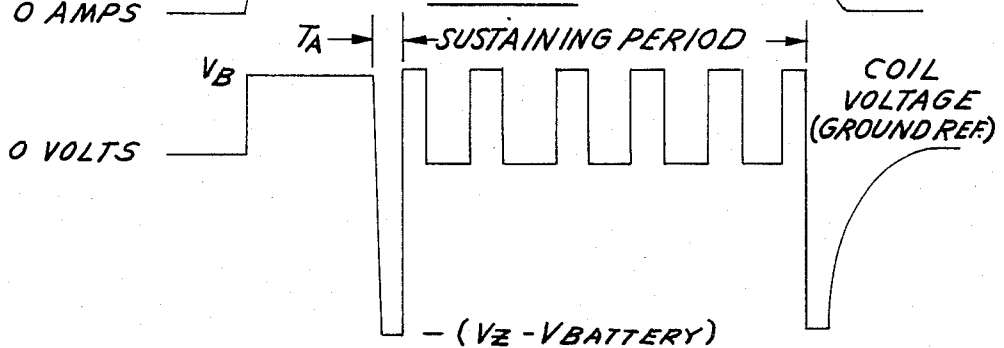 0 AMPS
TA
SUSTAINING PERIOD
VB
COIL
VOLTAGE
(GROUND REF.)
0 VOLTS
-(VZ - VBATTERY)